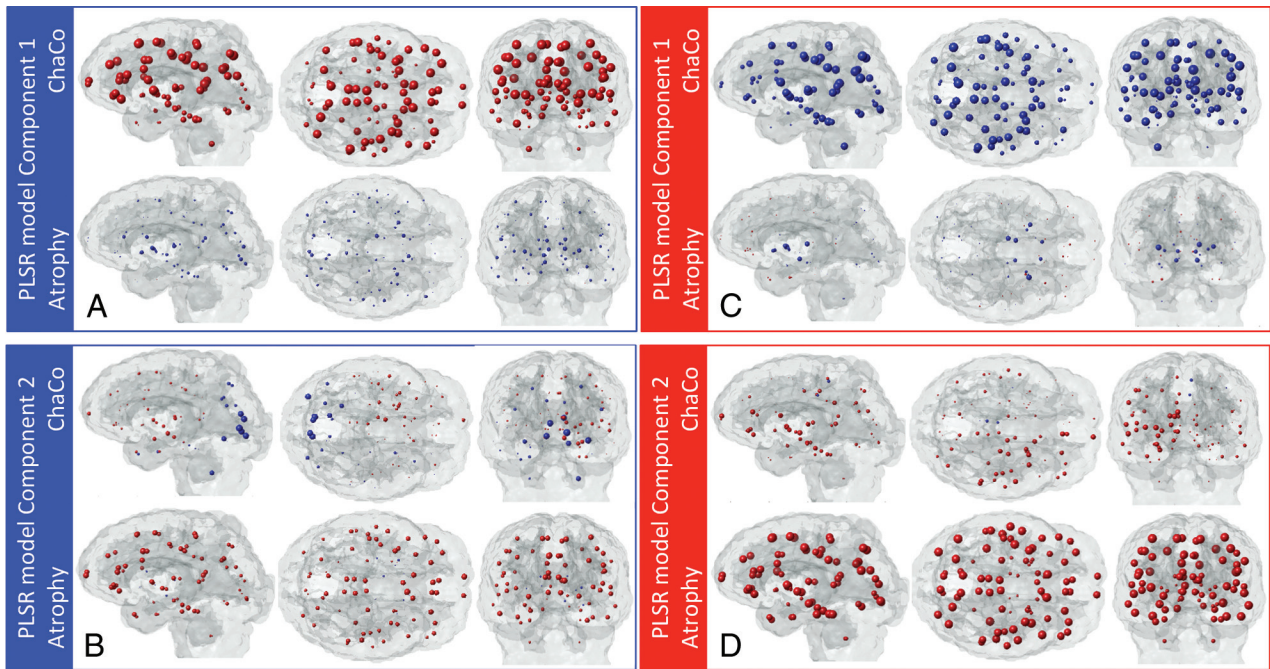 PLSR model Component 1
ChaCo
Atrophy
A
PLSR model Component 1
ChaCo
Atrophy
C
PLSR model Component 2
ChaCo
Atrophy
B
PLSR model Component 2
ChaCo
Atrophy
D